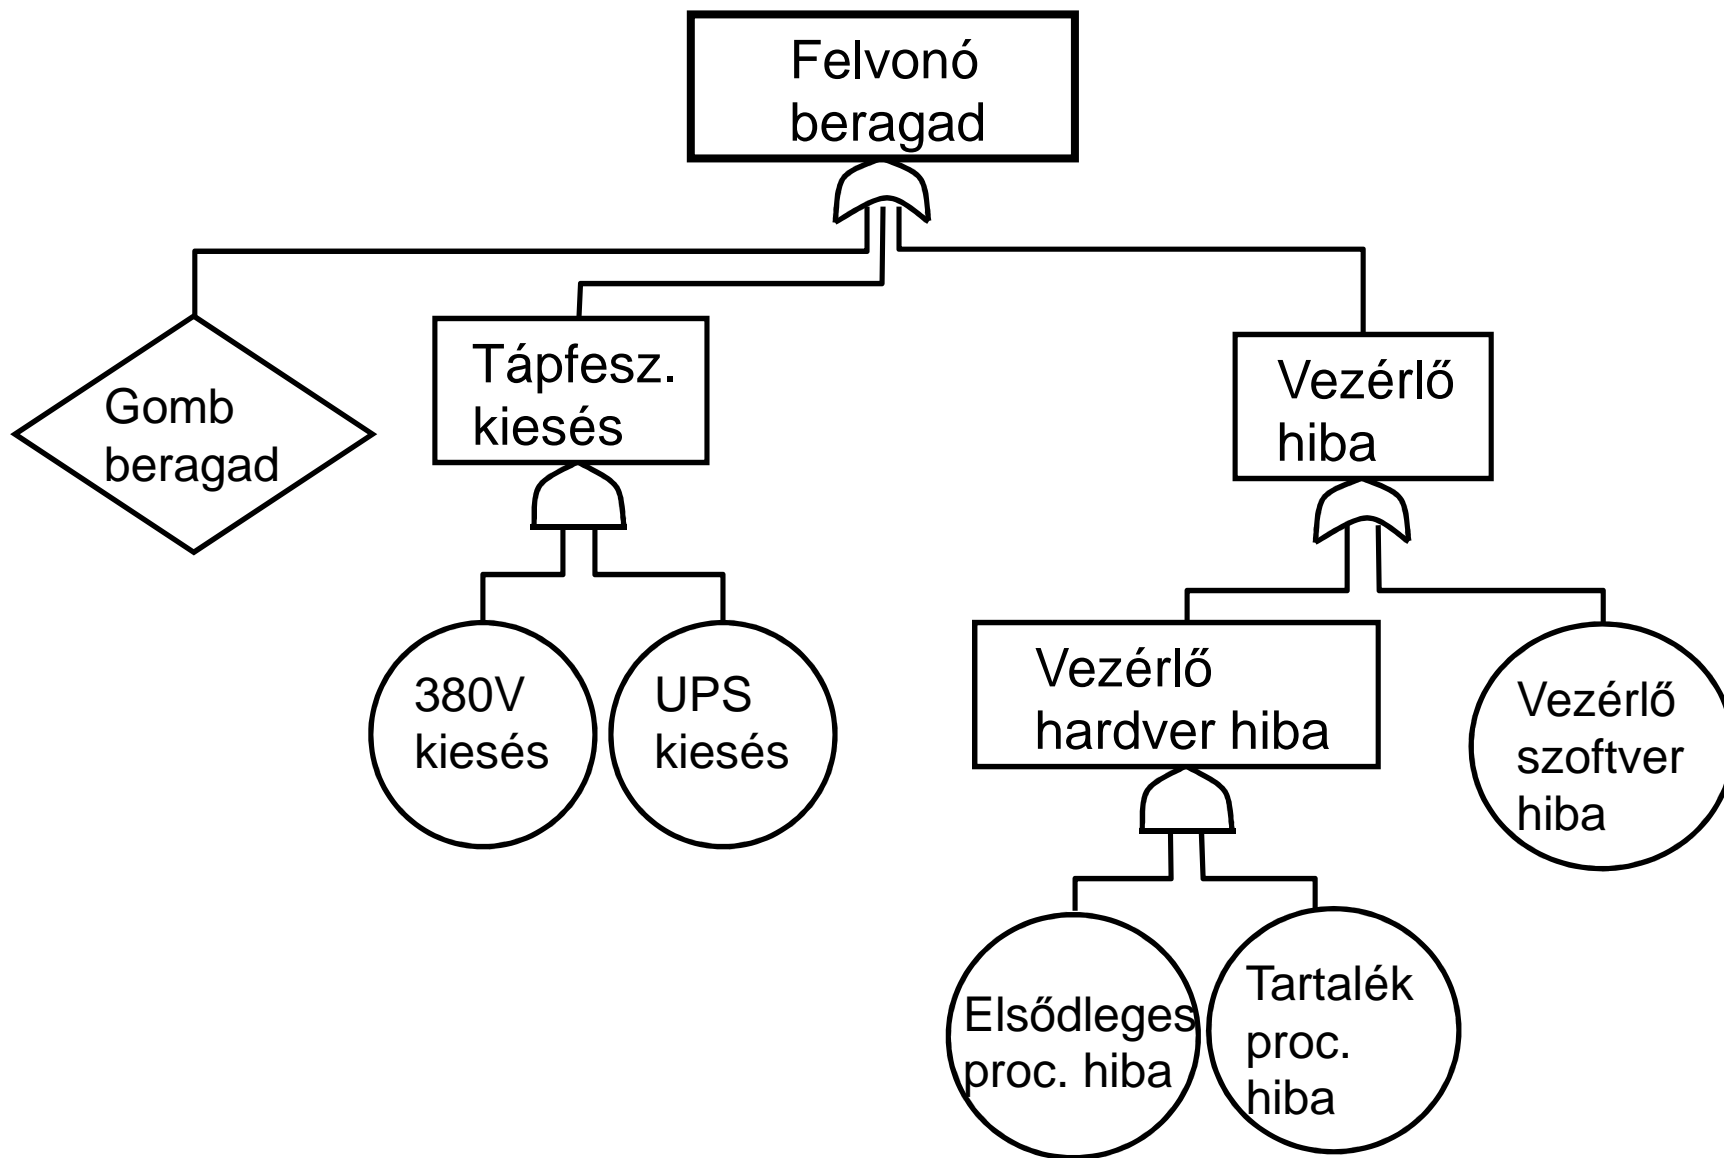 Felvonó
beragad
Gomb
beragad
Tápfesz.
kiesés
Vezérlő
hiba
380V
kiesés
UPS
kiesés
Vezérlő
hardver hiba
Vezérlő
szoftver
hiba
Elsődleges
proc. hiba
Tartalék
proc.
hiba